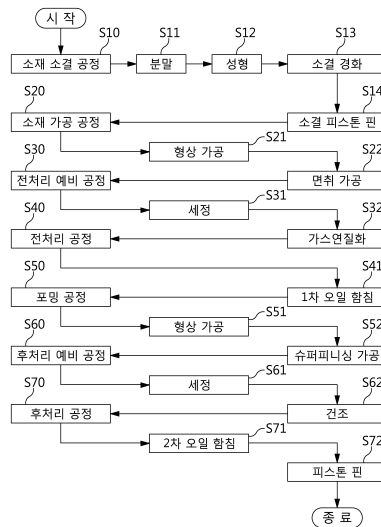 시 작
S10 S11 S12 S13
소재 소결 공정 분말 성형 소결 경화
S20 S14
소재 가공 공정 소결 피스톤 핀
S21
형상 가공
S30 S22
전처리 예비 공정 면취 가공
S31
세정
S40 S32
전처리 공정 가스연질화
S50 S41
포밍 공정 1차 오일 함침
S51
형상 가공
S60 S52
후처리 예비 공정 슈퍼피니싱 가공
S61
세정
S70 S62
후처리 공정 건조
S71
2차 오일 함침
S72
피스톤 핀
종 료